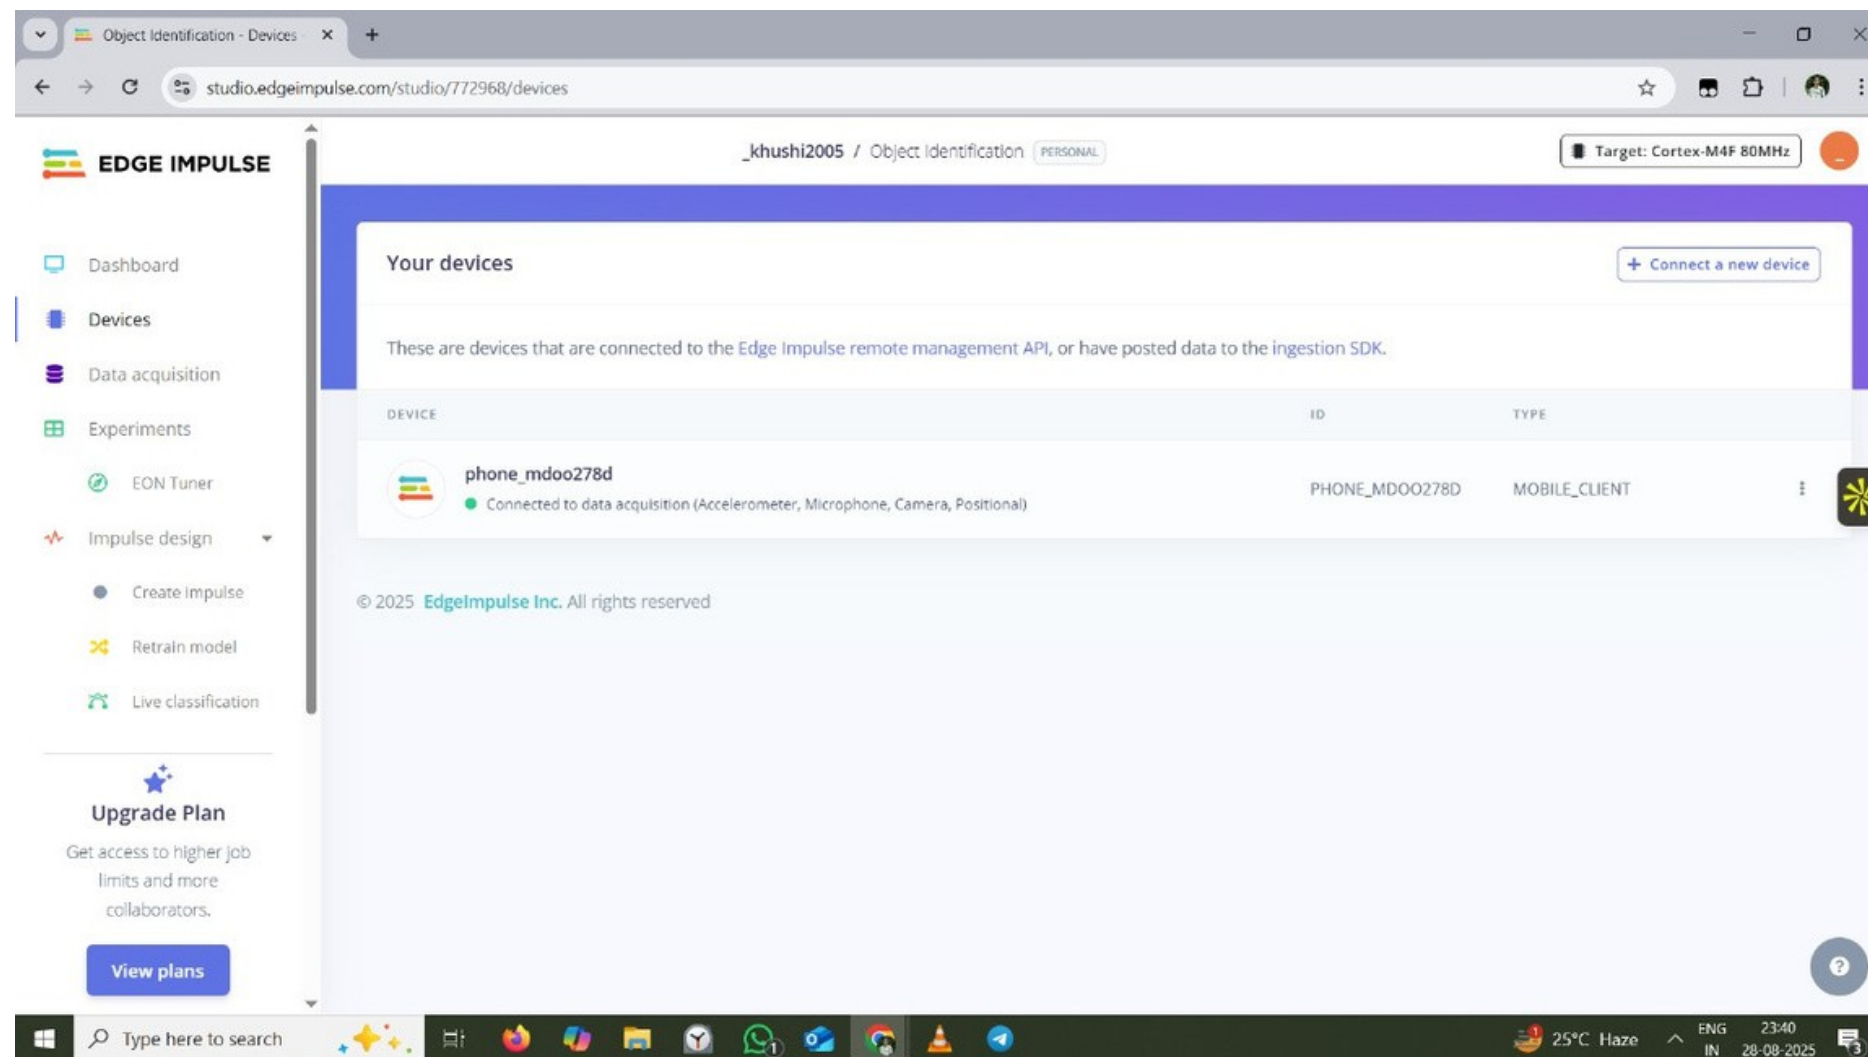 Object Identification - Devices
studio.edgeimpulse.com/studio/772968/devices
EDGE IMPULSE
_khushi2005 / Object Identification PERSONAL
Target: Cortex-M4F 80MHz
Dashboard
Devices
Data acquisition
Experiments
EON Tuner
Impulse design
Create impulse
Retrain model
Live classification
Upgrade Plan
Get access to higher job
limits and more
collaborators.
View plans
Your devices
+ Connect a new device
These are devices that are connected to the Edge Impulse remote management API, or have posted data to the ingestion SDK.
DEVICE ID TYPE
phone_mdoo278d
Connected to data acquisition (Accelerometer, Microphone, Camera, Positional)
PHONE_MDOO278D MOBILE_CLIENT
© 2025 EdgeImpulse Inc. All rights reserved
?
Type here to search
1
1
25°C Haze
ENG
IN
23:40
28-08-2025
3